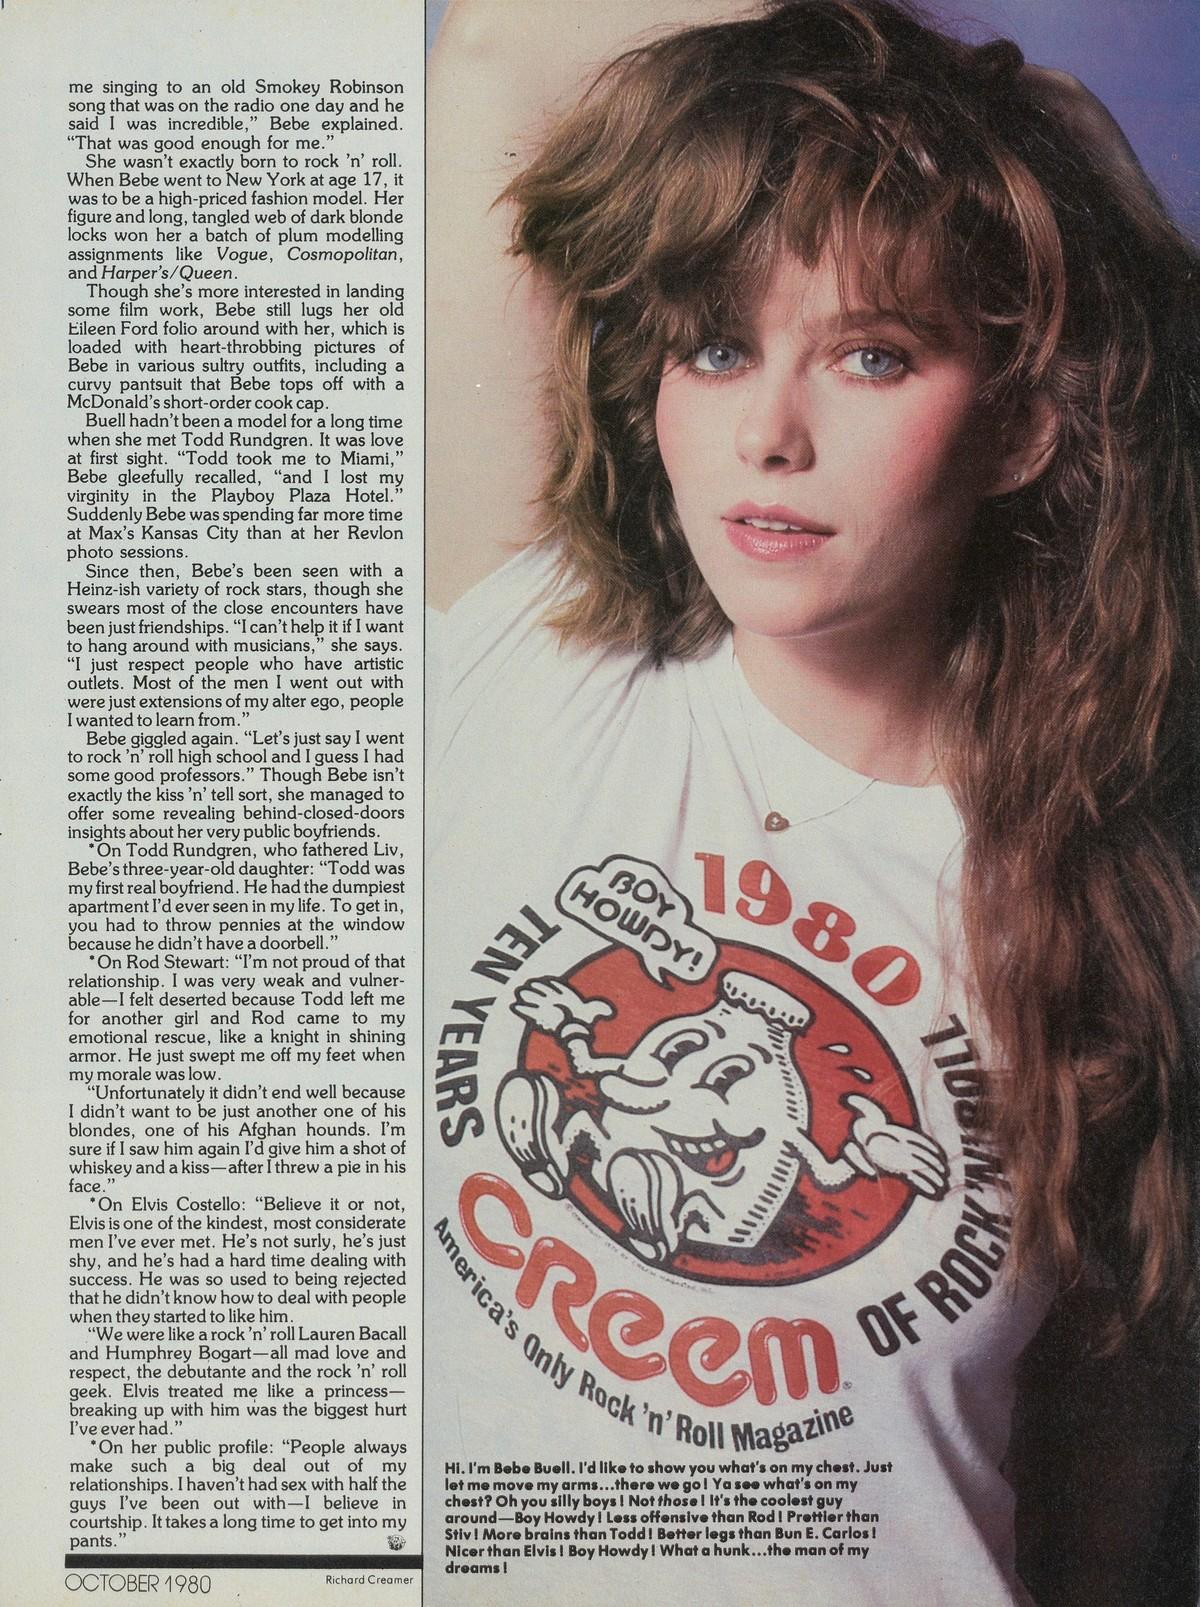 me singing to an old Smokey Robinson
song that was on the radio one day and he
said I was incredible,” Bebe explained.
“That was good enough for me.”
She wasn’t exactly born to rock ’n’ roll.
When Bebe went to New York at age 17, it
was to be a high-priced fashion model. Her
figure and long, tangled web of dark blonde
locks won her a batch of plum modelling
assignments like Vogue, Cosmopolitan,
and Harper’s/Queen.
Though she’s more interested in landing
some film work, Bebe still lugs her old
Eileen Ford folio around with her, which is
loaded with heart-throbbing pictures of
Bebe in various sultry outfits, including a
curvy pantsuit that Bebe tops off with a
McDonald’s short-order cook cap.
Buell hadn’t been a model for a long time
when she met Todd Rundgren. It was love
at first sight. “Todd took me to Miami,”
Bebe gleefully recalled, “and I lost my
virginity in the Playboy Plaza Hotel.”
Suddenly Bebe was spending far more time
at Max’s Kansas City than at her Revlon
photo sessions.
Since then, Bebe’s been seen with a
Heinz-ish variety of rock stars, though she
swears most of the close encounters have
been just friendships. “I can’t help it if I want
to hang around with musicians,” she says.
“I just respect people who have artistic
outlets. Most of the men I went out with
were just extensions of my alter ego, people
I wanted to learn from.”
Bebe giggled again. “Let’s just say I went
to rock ’n’ roll high school and I guess I had
some good professors.” Though Bebe isn’t
exactly the kiss ’n’ tell sort, she managed to
offer some revealing behind-closed-doors
insights about her very public boyfriends.
*On Todd Rundgren, who fathered Liv,
Bebe’s three-year-old daughter: “Todd was
my first real boyfriend. He had the dumpiest
apartment I’d ever seen in my life. To get in,
you had to throw pennies at the window
because he didn’t have a doorbell.”
*On Rod Stewart: “I’m not proud of that
relationship. I was very weak and vulner-
able—I felt deserted because Todd left me
for another girl and Rod came to my
emotional rescue, like a knight in shining
armor. He just swept me off my feet when
my morale was low.
“Unfortunately it didn’t end well because
I didn’t want to be just another one of his
blondes, one of his Afghan hounds. I’m
sure if I saw him again I’d give him a shot of
whiskey and a kiss—after I threw a pie in his
face.”
*On Elvis Costello: “Believe it or not,
Elvis is one of the kindest, most considerate
men I’ve ever met. He’s not surly, he’s just
shy, and he’s had a hard time dealing with
success. He was so used to being rejected
that he didn’t know how to deal with people
when they started to like him.
“We were like a rock ’n’ roll Lauren Bacall
and Humphrey Bogart—all mad love and
respect, the debutante and the rock ’n’ roll
geek. Elvis treated me like a princess—
breaking up with him was the biggest hurt
I’ve ever had.”
*On her public profile: “People always
make such a big deal out of my
relationships. I haven’t had sex with half the
guys I’ve been out with—I believe in
courtship. It takes a long time to get into my
pants.”
OCTOBER 1980
Richard Creamer
1980
BOY
HOWDY!
TEN YEARS
OF ROCK 'N' ROLL
CREEM
America's Only Rock 'n' Roll Magazine
Hi. I’m Bebe Buell. I’d like to show you what’s on my chest. Just
let me move my arms...there we go! Ya see what’s on my
chest? Oh you silly boys! Not those! It’s the coolest guy
around—Boy Howdy! Less offensive than Rod! Prettier than
Stiv! More brains than Todd! Better legs than Bun E. Carlos!
Nicer than Elvis! Boy Howdy! What a hunk...the man of my
dreams!